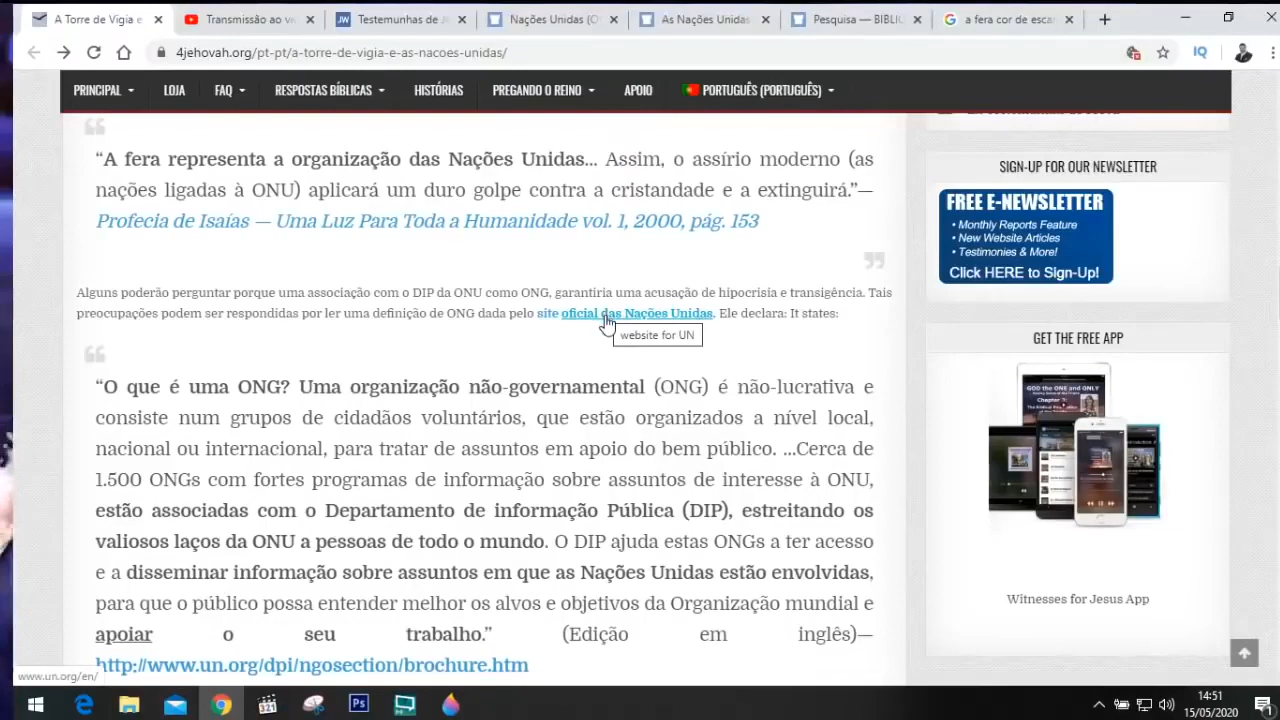 A Torre de Vigia e
Transmissão ao vi
Testemunhas de J
Nações Unidas (O
As Nações Unidas
Pesquisa — BIBLIO
a fera cor de esca
4jehovah.org/pt-pt/a-torre-de-vigia-e-as-nacoes-unidas/
IQ
PRINCIPAL LOJA FAQ RESPOSTAS BÍBLICAS HISTÓRIAS PREGANDO O REINO APOIO PORTUGUÊS (PORTUGUÊS)
“A fera representa a organização das Nações Unidas... Assim, o assírio moderno (as
nações ligadas à ONU) aplicará um duro golpe contra a cristandade e a extinguirá.”—
Profecia de Isaías — Uma Luz Para Toda a Humanidade vol. 1, 2000, pág. 153
Alguns poderão perguntar porque uma associação com o DIP da ONU como ONG, garantiria uma acusação de hipocrisia e transigência. Tais
preocupações podem ser respondidas por ler uma definição de ONG dada pelo site oficial das Nações Unidas. Ele declara: It states:
website for UN
“O que é uma ONG? Uma organização não-governamental (ONG) é não-lucrativa e
consiste num grupos de cidadãos voluntários, que estão organizados a nível local,
nacional ou internacional, para tratar de assuntos em apoio do bem público. ...Cerca de
1.500 ONGs com fortes programas de informação sobre assuntos de interesse à ONU,
estão associadas com o Departamento de informação Pública (DIP), estreitando os
valiosos laços da ONU a pessoas de todo o mundo. O DIP ajuda estas ONGs a ter acesso
e a disseminar informação sobre assuntos em que as Nações Unidas estão envolvidas,
para que o público possa entender melhor os alvos e objetivos da Organização mundial e
apoiar o seu trabalho.” (Edição em inglês)—
http://www.un.org/dpi/ngosection/brochure.htm
SIGN-UP FOR OUR NEWSLETTER
FREE E-NEWSLETTER
• Monthly Reports Feature
• New Website Articles
• Testimonies & More!
Click HERE to Sign-Up!
GET THE FREE APP
GOD the ONE and ONLY
Witnesses for Jesus App
www.un.org/en/
Ps
14:51
15/05/2020